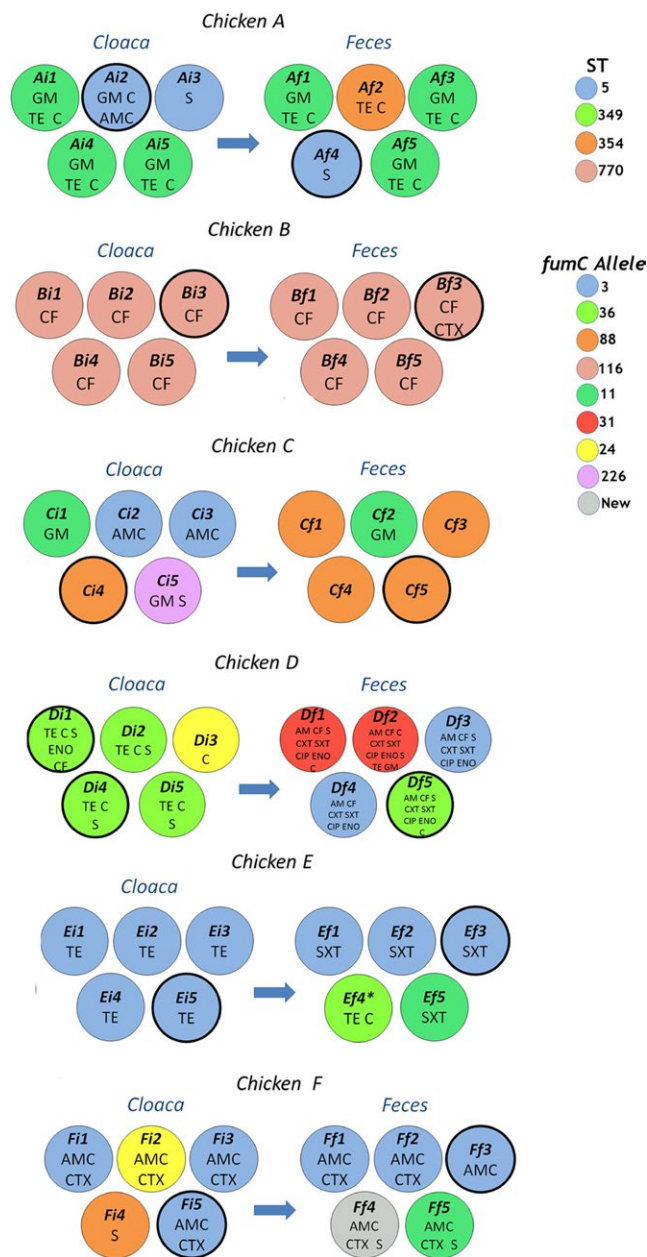 Chicken A
Cloaca
Feces
Ai1
GM
TE C
Ai2
GM C
AMC
Ai3
S
Af1
GM
TE C
Af2
TE C
Af3
GM
TE C
Ai4
GM
TE C
Ai5
GM
TE C
Af4
S
Af5
GM
TE C
ST
5
349
354
770
Chicken B
Cloaca
Feces
Bi1
CF
Bi2
CF
Bi3
CF
Bf1
CF
Bf2
CF
Bf3
CF
CTX
Bi4
CF
Bi5
CF
Bf4
CF
Bf5
CF
fumC Allele
3
36
88
116
11
31
24
226
New
Chicken C
Cloaca
Feces
Ci1
GM
Ci2
AMC
Ci3
AMC
Cf1
Cf2
GM
Cf3
Ci4
Ci5
GM S
Cf4
Cf5
Chicken D
Cloaca
Feces
Di1
TE C S
ENO
CF
Di2
TE C S
Di3
C
Df1
AM CF S
CXT SXT
CIP ENO
C
Df2
AM CF C
CXT SXT
CIP ENO S
TE GM
Df3
AM CF S
CXT SXT
CIP ENO
Di4
TE C
S
Di5
TE C
S
Df4
AM CF
CXT SXT
CIP ENO
Df5
AM CF S
CXT SXT
CIP ENO
C
Chicken E
Cloaca
Feces
Ei1
TE
Ei2
TE
Ei3
TE
Ef1
SXT
Ef2
SXT
Ef3
SXT
Ei4
TE
Ei5
TE
Ef4*
TE C
Ef5
SXT
Chicken F
Cloaca
Feces
Fi1
AMC
CTX
Fi2
AMC
CTX
Fi3
AMC
CTX
Ff1
AMC
CTX
Ff2
AMC
CTX
Ff3
AMC
Fi4
S
Fi5
AMC
CTX
Ff4
AMC
CTX S
Ff5
AMC
CTX S